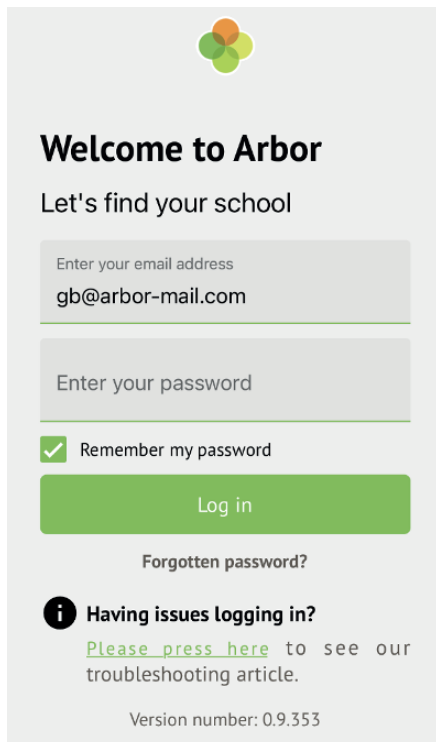 Welcome to Arbor
Let's find your school
Enter your email address
gb@arbor-mail.com
Enter your password
Remember my password
Log in
Forgotten password?
i Having issues logging in?
Please press here to see our
troubleshooting article.
Version number: 0.9.353